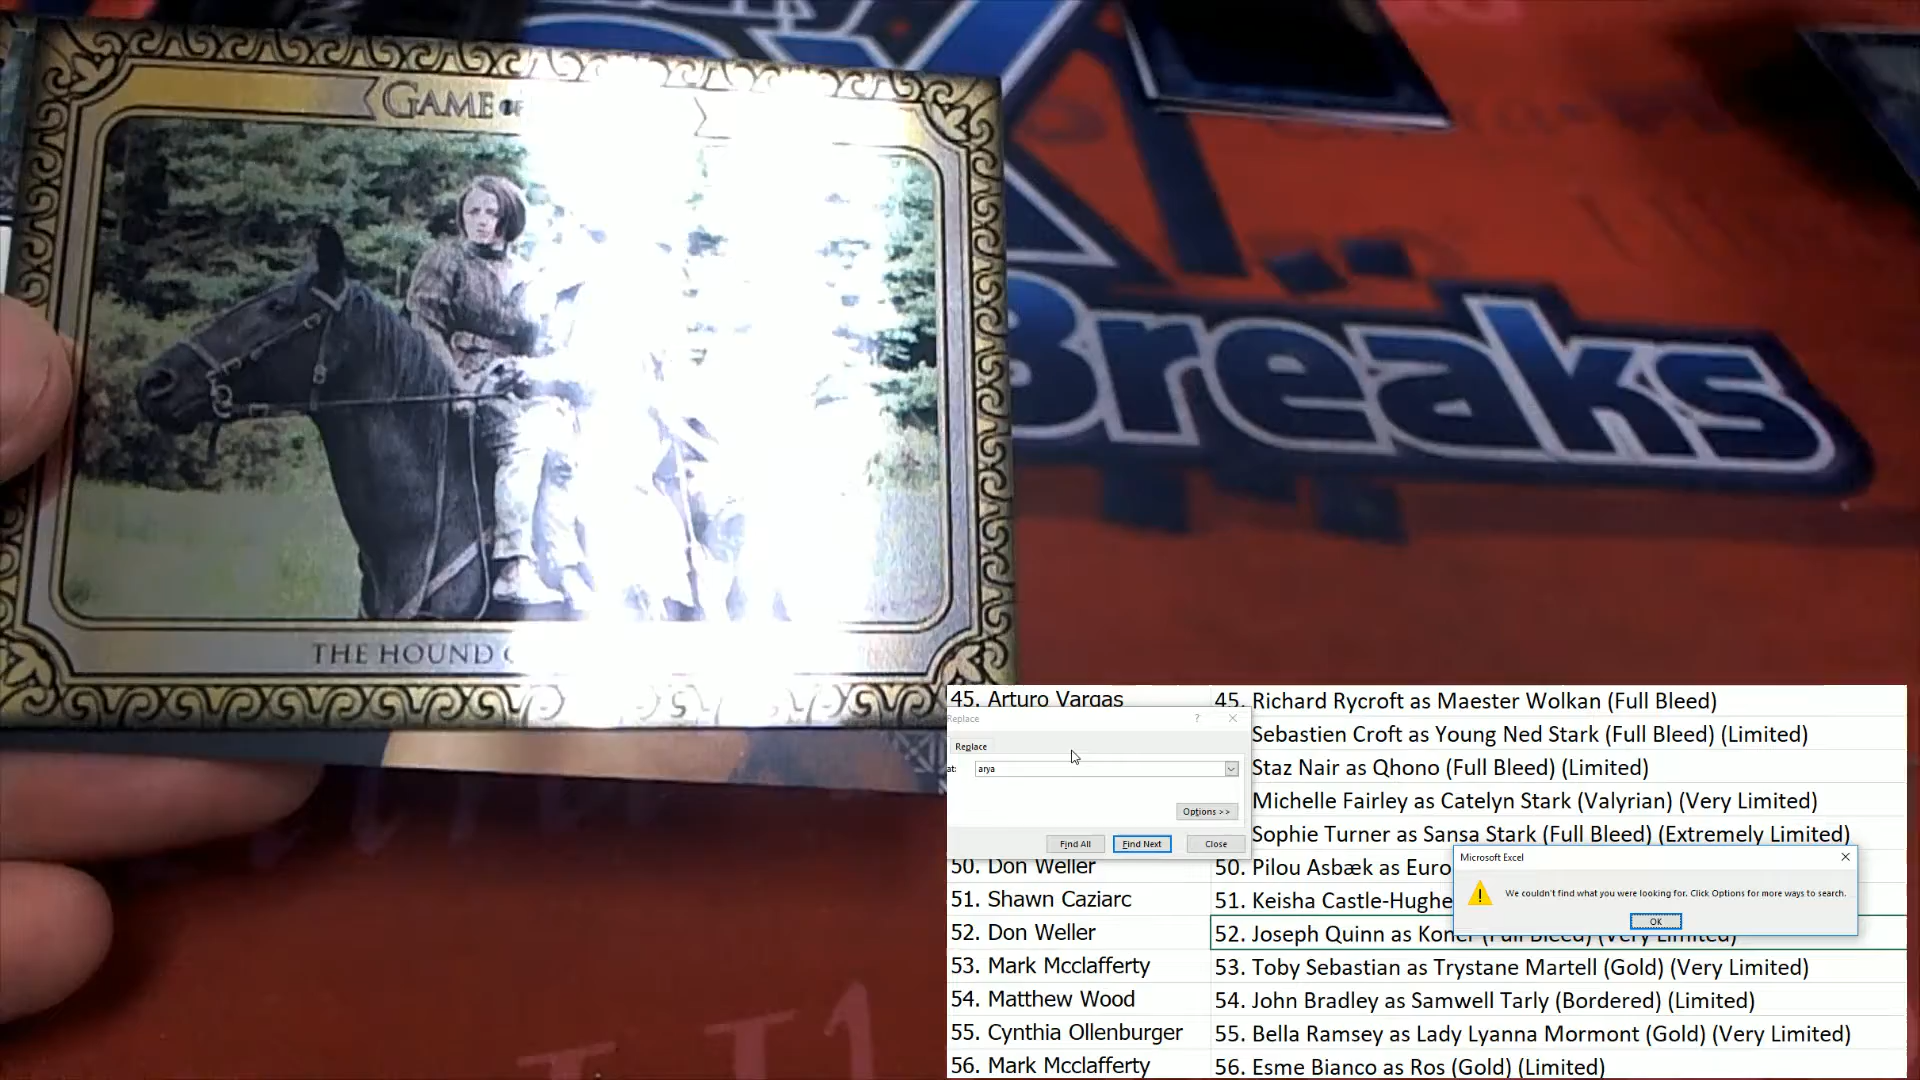 GAME OF
THE HOUND
Breaks
45. Arturo Vargas 45. Richard Rycroft as Maester Wolkan (Full Bleed)
Replace ? ×
Sebastien Croft as Young Ned Stark (Full Bleed) (Limited)
Replace
at: arya
Staz Nair as Qhono (Full Bleed) (Limited)
Michelle Fairley as Catelyn Stark (Valyrian) (Very Limited)
Options >>
Sophie Turner as Sansa Stark (Full Bleed) (Extremely Limited)
Find All Find Next Close
50. Don Weller 50. Pilou Asbæk as Euro
Microsoft Excel
We couldn't find what you were looking for. Click Options for more ways to search.
OK
51. Shawn Caziarc 51. Keisha Castle-Hughe
52. Don Weller 52. Joseph Quinn as Koner (Full Bleed) (Very Limited)
53. Mark Mcclafferty 53. Toby Sebastian as Trystane Martell (Gold) (Very Limited)
54. Matthew Wood 54. John Bradley as Samwell Tarly (Bordered) (Limited)
55. Cynthia Ollenburger 55. Bella Ramsey as Lady Lyanna Mormont (Gold) (Very Limited)
56. Mark Mcclafferty 56. Esme Bianco as Ros (Gold) (Limited)